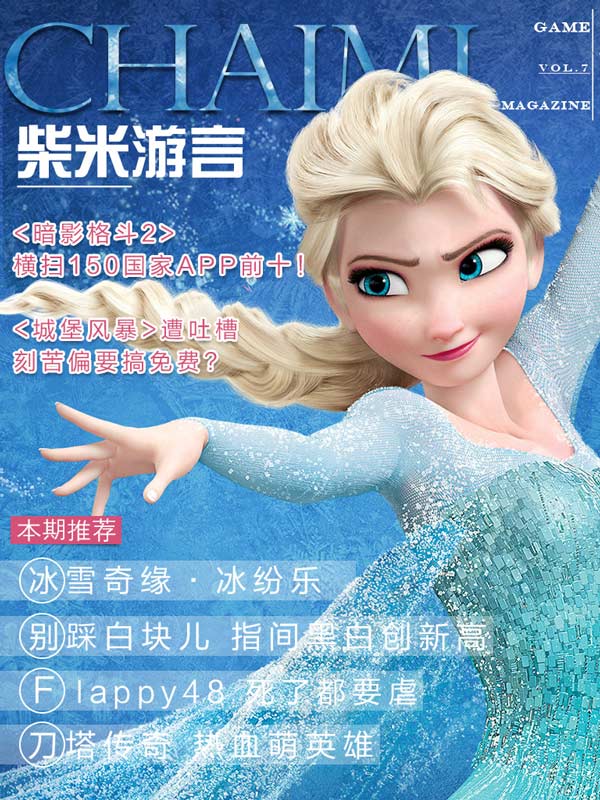 CHAIMI
GAME
VOL.7
MAGAZINE
柴米游言
<暗影格斗2>
横扫150国家APP前十!
<城堡风暴>遭吐槽
刻苦偏要搞免费?
本期推荐
冰雪奇缘·冰纷乐
别踩白块儿 指间黑白创新高
Flappy48 死了都要虐
刀塔传奇 热血萌英雄